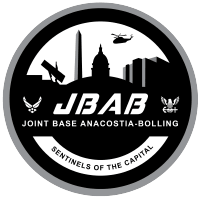 JBAB
JOINT BASE ANACOSTIA-BOLLING
SENTINELS OF THE CAPITAL